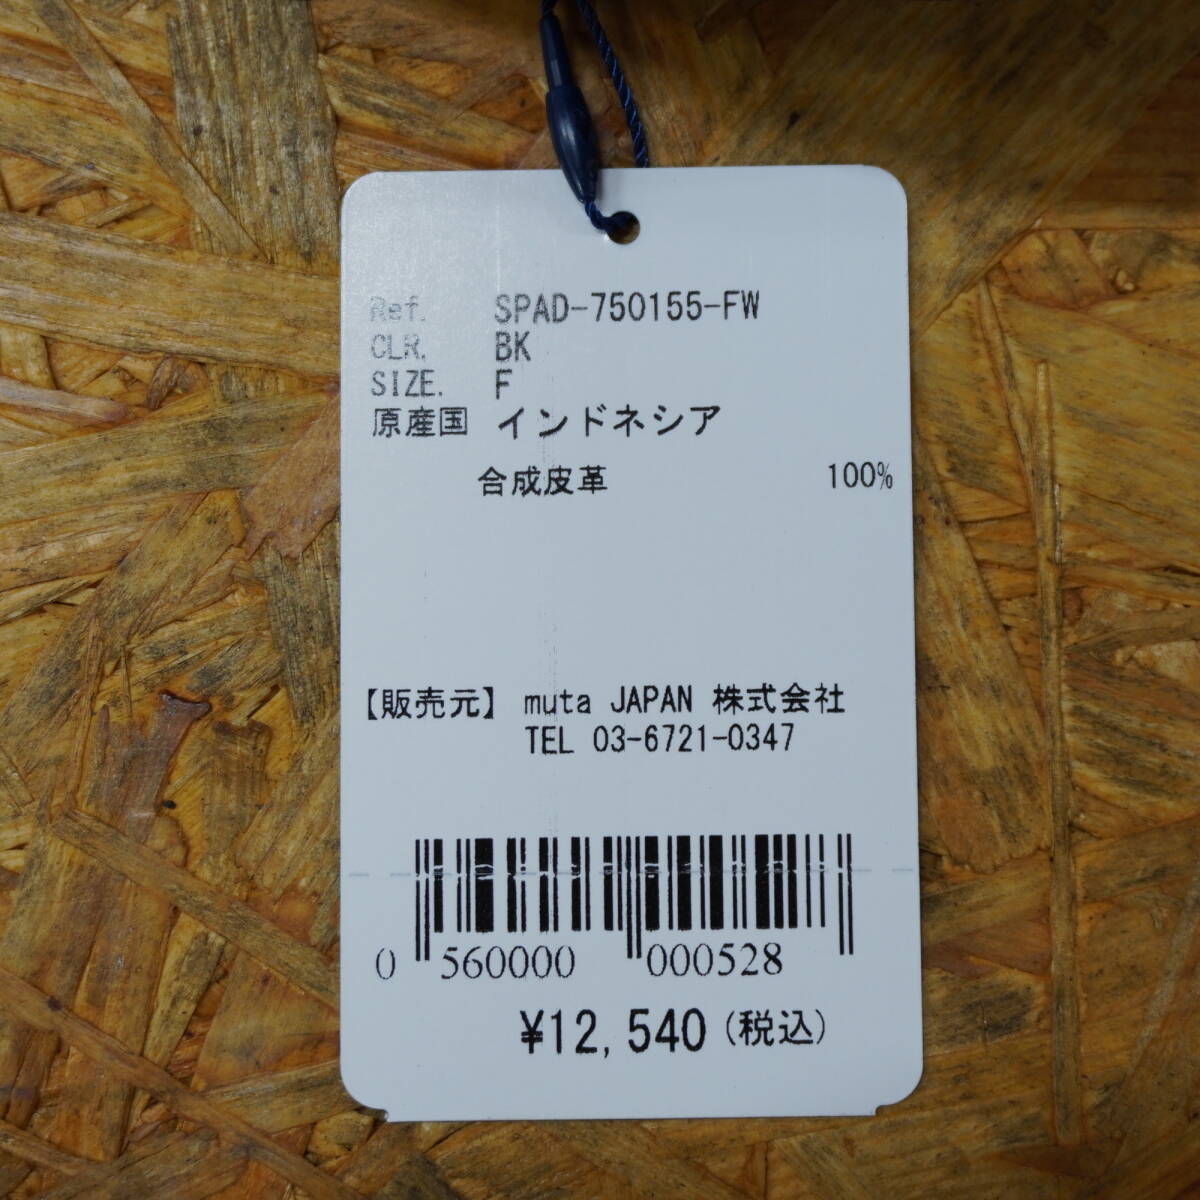 Ref. SPAD-750155-FW
CLR. BK
SIZE. F
原産国 インドネシア
合成皮革 100%
【販売元】 muta JAPAN 株式会社
TEL 03-6721-0347
0 560000 000528
¥12,540(税込)